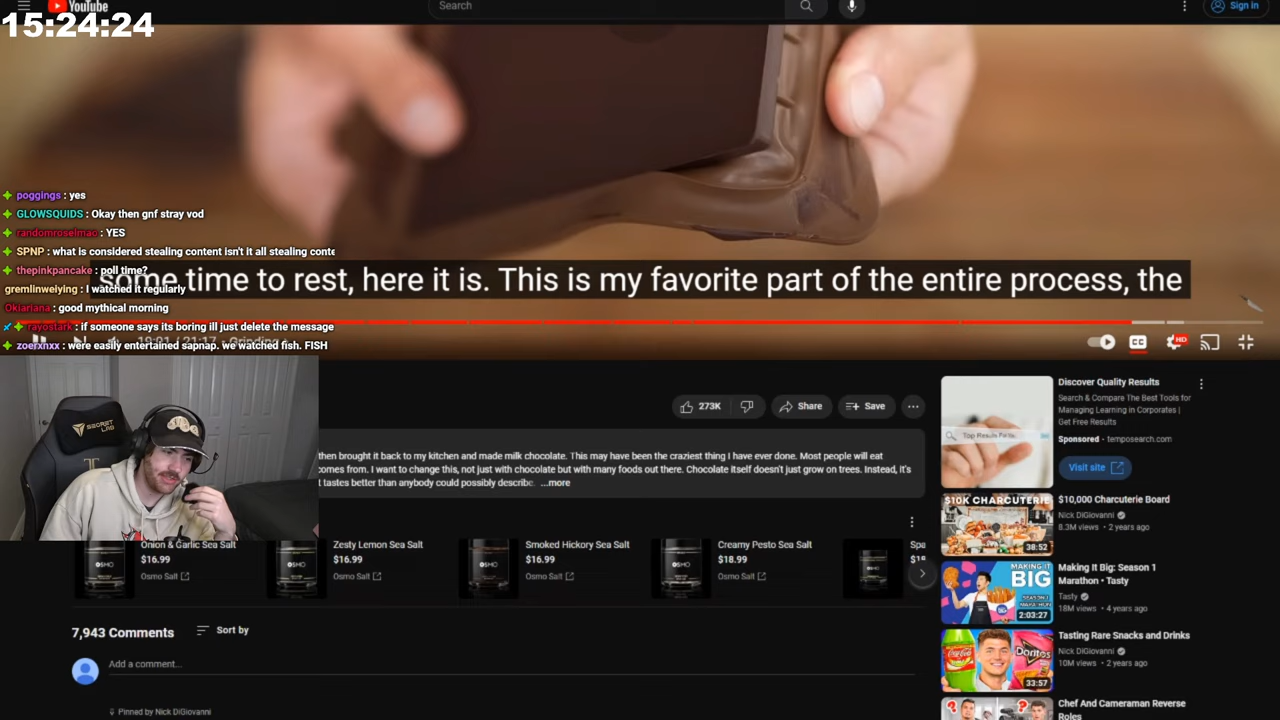 YouTube
Search
Sign in
15:24:24
poggings : yes
GLOWSQUIDS : Okay then gnf stray vod
randomroselmao : YES
SPNP : what is considered stealing content isn't it all stealing conte
thepinkpancake : poll time?
gremlinweiying : I watched it regularly
Okiariana : good mythical morning
rayostark : if someone says its boring ill just delete the message
zoerxnxx : were easily entertained sapnap. we watched fish. FISH
some time to rest, here it is. This is my favorite part of the entire process, the
19:01 / 21:17
CC
HD
SECRET LAB
273K
Share
Save
then brought it back to my kitchen and made milk chocolate. This may have been the craziest thing I have ever done. Most people will eat
comes from. I want to change this, not just with chocolate but with many foods out there. Chocolate itself doesn't just grow on trees. Instead, it's
t tastes better than anybody could possibly describe. ...more
Onion & Garlic Sea Salt
$16.99
Osmo Salt
Zesty Lemon Sea Salt
$16.99
Osmo Salt
Smoked Hickory Sea Salt
$16.99
Osmo Salt
Creamy Pesto Sea Salt
$18.99
Osmo Salt
Spa
Osm
7,943 Comments
Sort by
Add a comment...
Pinned by Nick DiGiovanni
Discover Quality Results
Search & Compare The Best Tools for
Managing Learning in Corporates |
Get Free Results
Sponsored · temposearch.com
Visit site
$10K CHARCUTERIE
38:52
$10,000 Charcuterie Board
Nick DiGiovanni
8.3M views · 2 years ago
MAKING IT
BIG
2:03:27
Making It Big: Season 1
Marathon • Tasty
Tasty
18M views · 4 years ago
Doritos
33:57
Tasting Rare Snacks and Drinks
Nick DiGiovanni
10M views · 2 years ago
Chef And Cameraman Reverse
Roles